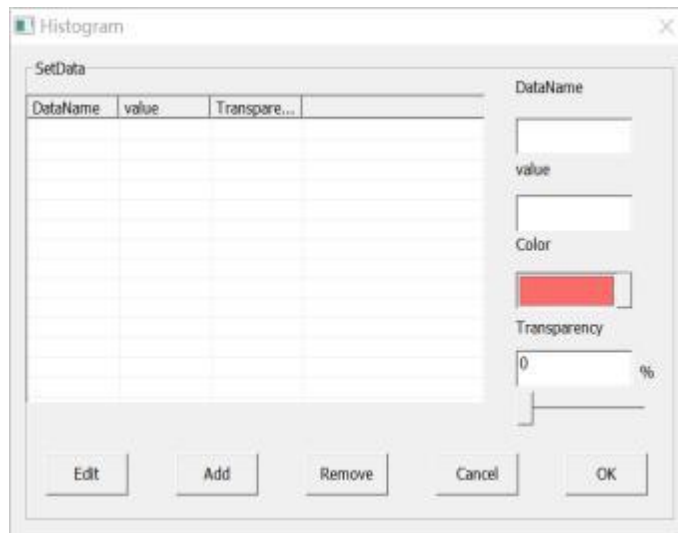 Histogram
SetData
DataName value Transpare...
DataName
value
Color
Transparency
0 %
Edit Add Remove Cancel OK